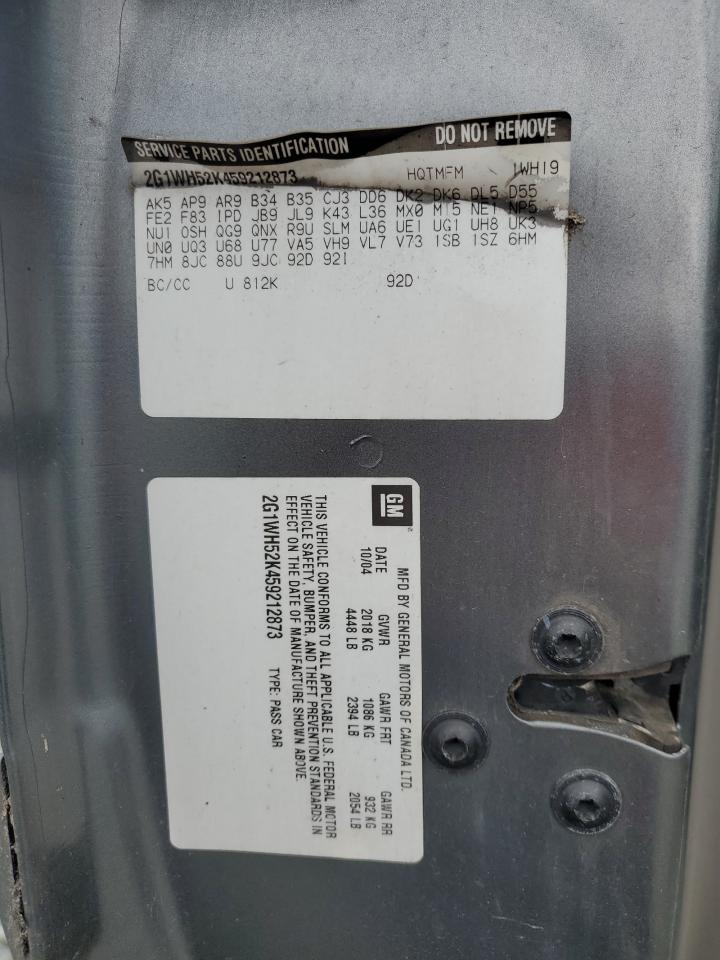 SERVICE PARTS IDENTIFICATION DO NOT REMOVE
2G1WH52K459212873 HQTMFM 1WH19
AK5 AP9 AR9 B34 B35 CJ3 DD6 DK2 DK6 DL5 D55
FE2 F83 IPD JB9 JL9 K43 L36 MX0 M15 NE1 NP5
NU1 OSH QG9 QNX R9U SLM UA6 UE1 UG1 UH8 UK3
UN0 UQ3 U68 U77 VA5 VH9 VL7 V73 1SB 1SZ 6HM
7HM 8JC 88U 9JC 92D 92I
BC/CC U 812K 92D
GM
MFD BY GENERAL MOTORS OF CANADA LTD.
DATE GVWR GAWR FRT GAWR RR
10/04 2018 KG 1086 KG 932 KG
4448 LB 2394 LB 2054 LB
THIS VEHICLE CONFORMS TO ALL APPLICABLE U.S. FEDERAL MOTOR
VEHICLE SAFETY, BUMPER, AND THEFT PREVENTION STANDARDS IN
EFFECT ON THE DATE OF MANUFACTURE SHOWN ABOVE.
2G1WH52K459212873 TYPE: PASS CAR